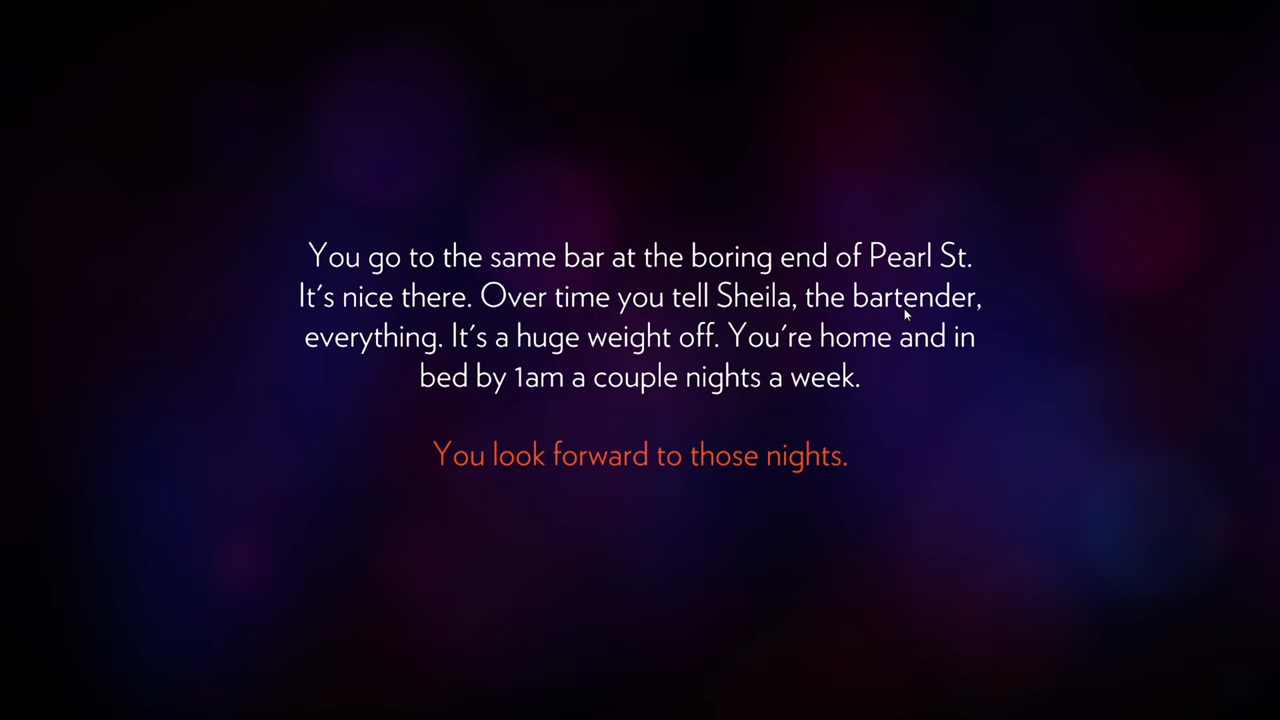 You go to the same bar at the boring end of Pearl St.
It's nice there. Over time you tell Sheila, the bartender,
everything. It's a huge weight off. You're home and in
bed by 1am a couple nights a week.
You look forward to those nights.